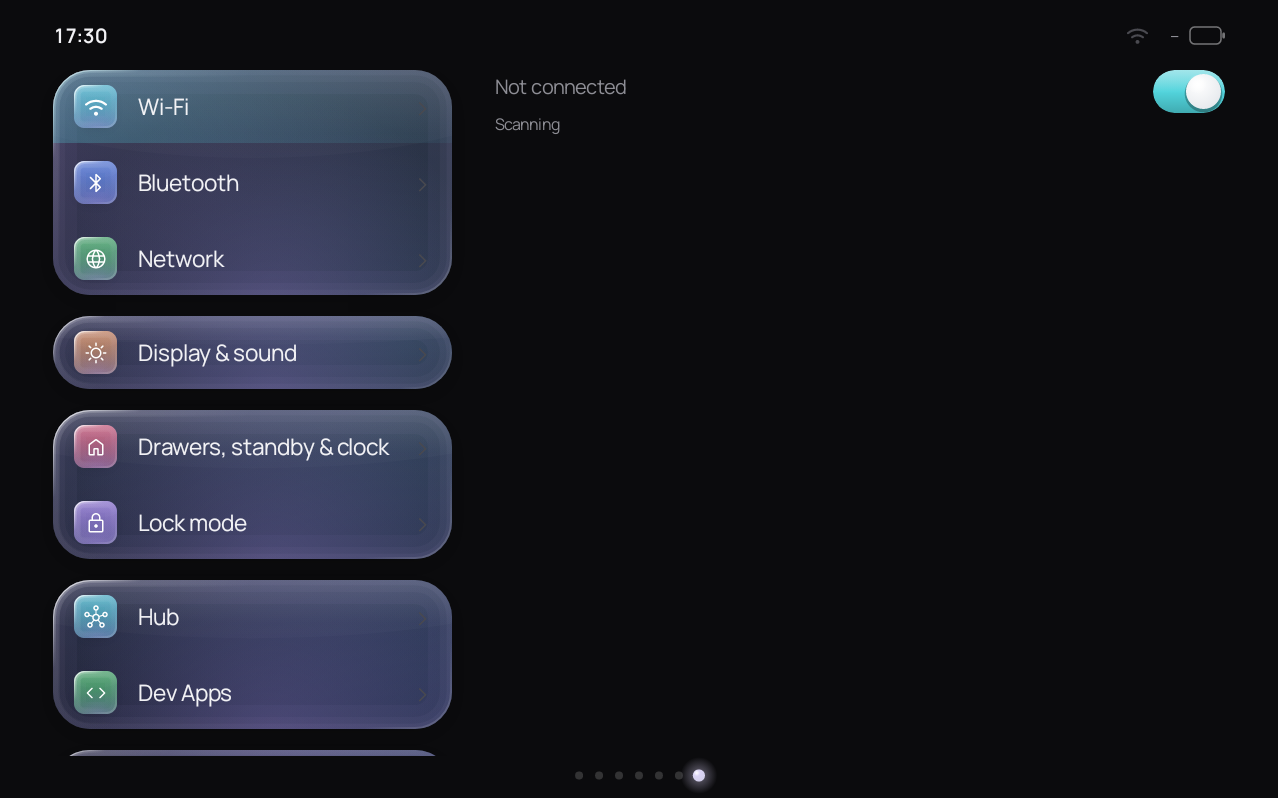 17:30
–
Wi-Fi
Bluetooth
Network
Display & sound
Drawers, standby & clock
Lock mode
Hub
Dev Apps
Not connected
Scanning